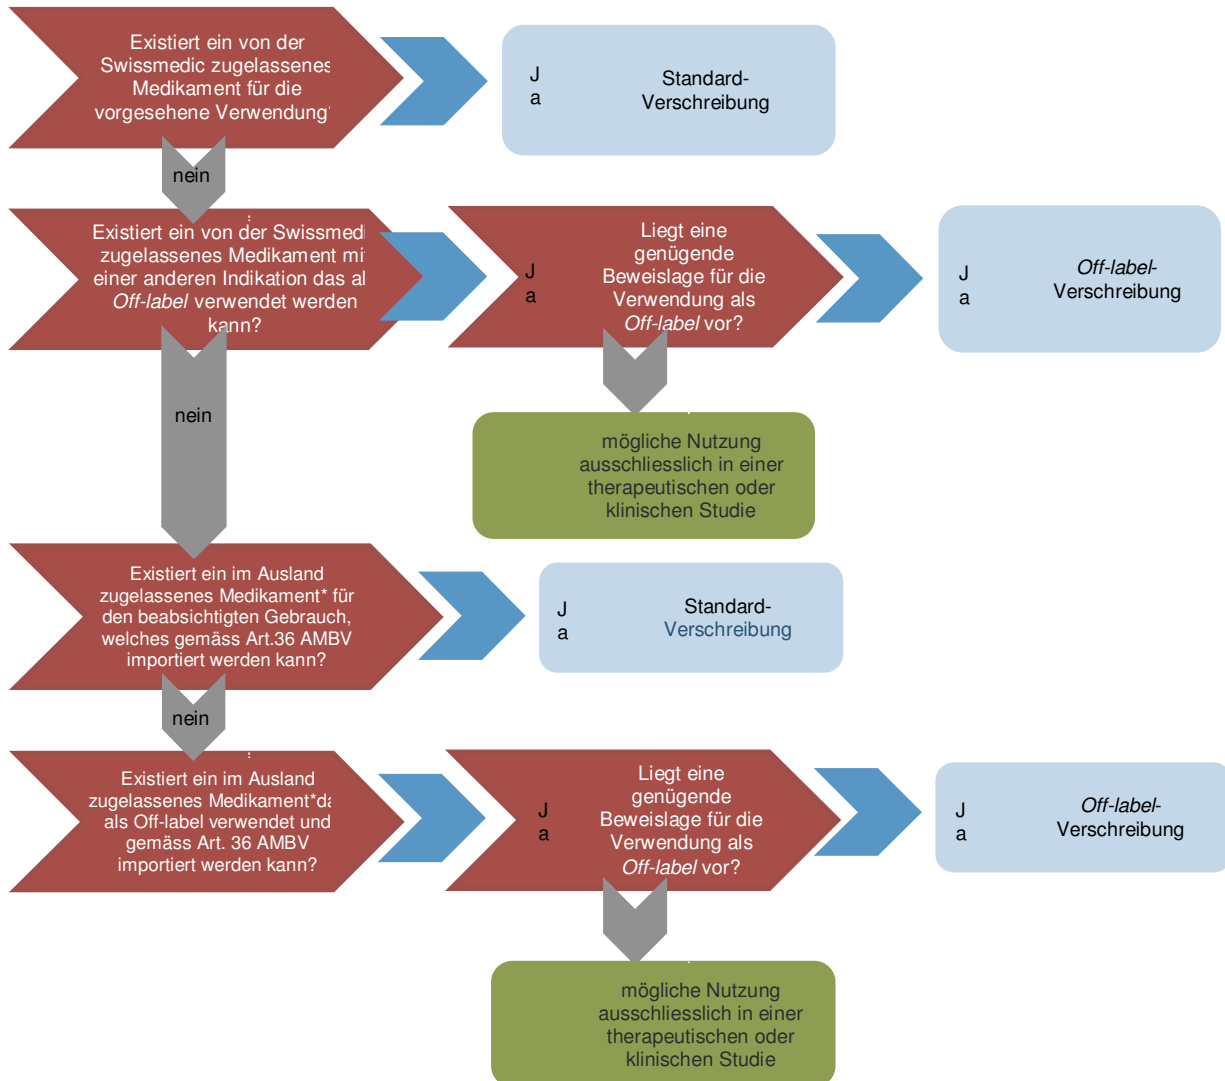 Existiert ein von der
Swissmedic zugelassenes
Medikament für die
vorgesehene Verwendung
J
a
Standard-
Verschreibung
nein
Existiert ein von der Swissmedi
zugelassenes Medikament mit
einer anderen Indikation das al
Off-label verwendet werden
kann?
J
a
Liegt eine
genügende
Beweislage für die
Verwendung als
Off-label vor?
J
a
Off-label-
Verschreibung
nein
mögliche Nutzung
ausschliesslich in einer
therapeutischen oder
klinischen Studie
Existiert ein im Ausland
zugelassenes Medikament* für
den beabsichtigten Gebrauch,
welches gemäss Art.36 AMBV
importiert werden kann?
J
a
Standard-
Verschreibung
nein
Existiert ein im Ausland
zugelassenes Medikament*da
als Off-label verwendet und
gemäss Art. 36 AMBV
importiert werden kann?
J
a
Liegt eine
genügende
Beweislage für die
Verwendung als
Off-label vor?
J
a
Off-label-
Verschreibung
mögliche Nutzung
ausschliesslich in einer
therapeutischen oder
klinischen Studie